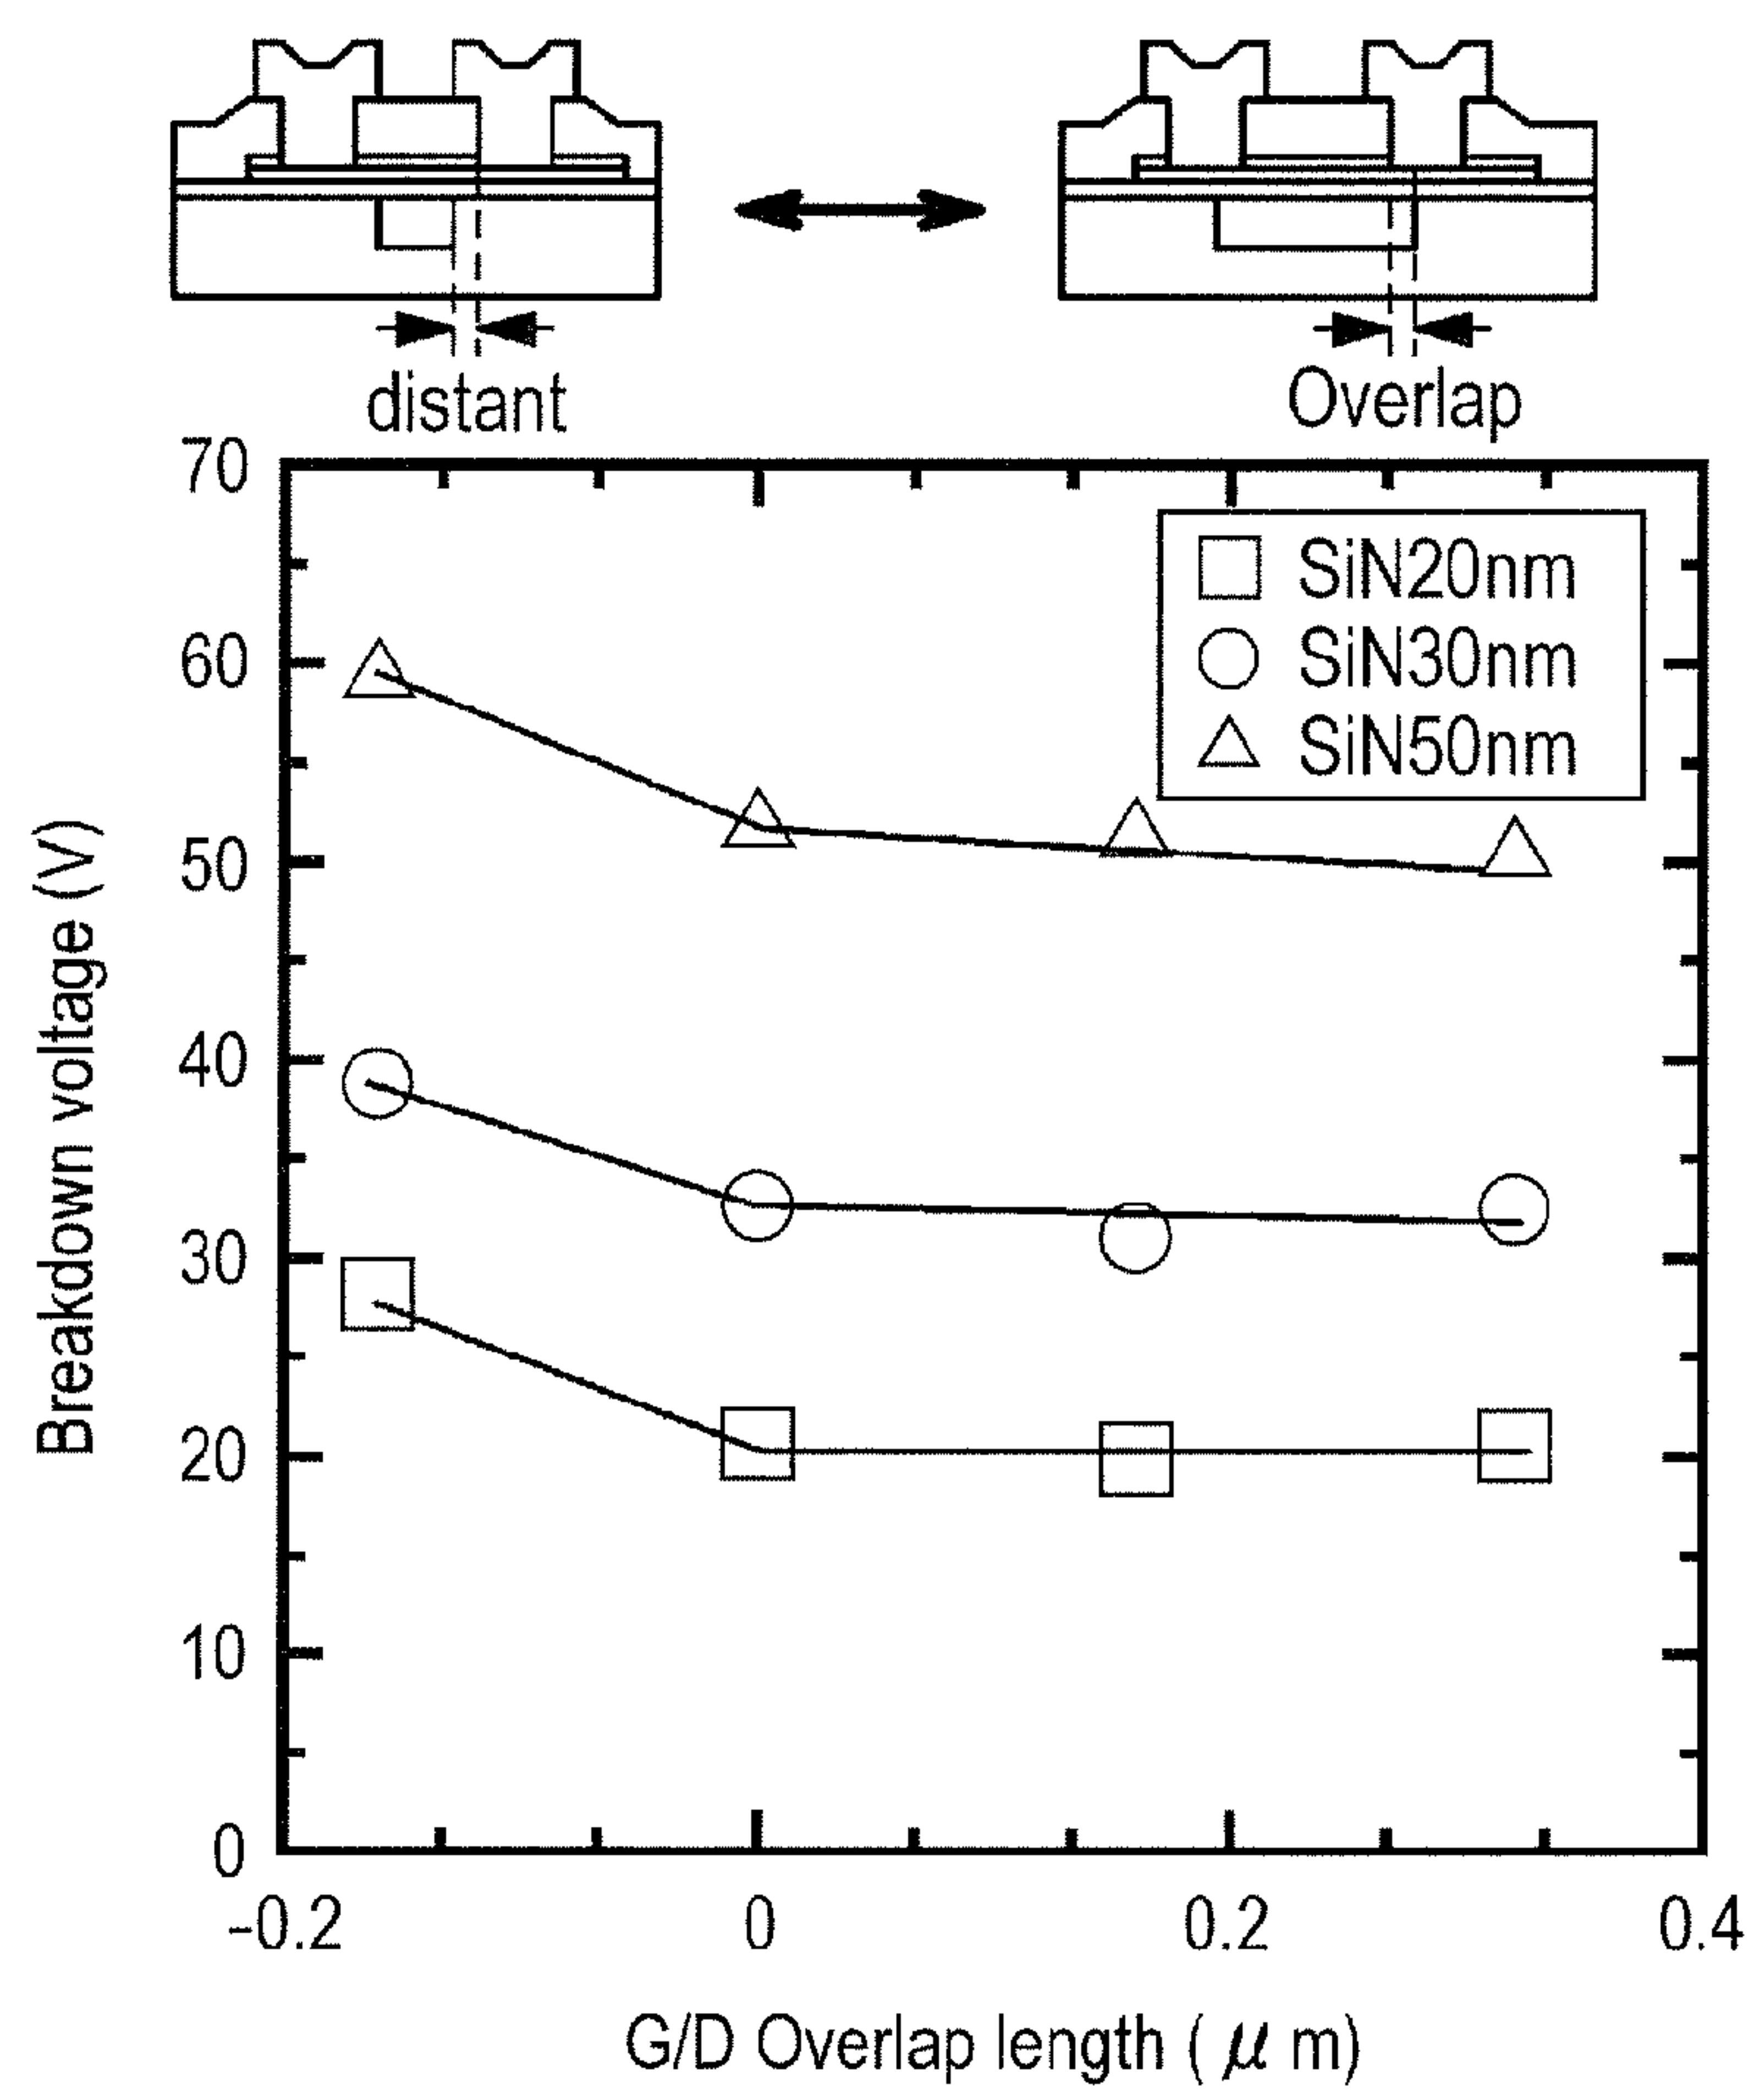 distant
Overlap
70
60
50
40
30
20
10
0
Breakdown voltage (V)
SiN20nm
SiN30nm
SiN50nm
-0.2
0
0.2
0.4
G/D Overlap length ( μ m)